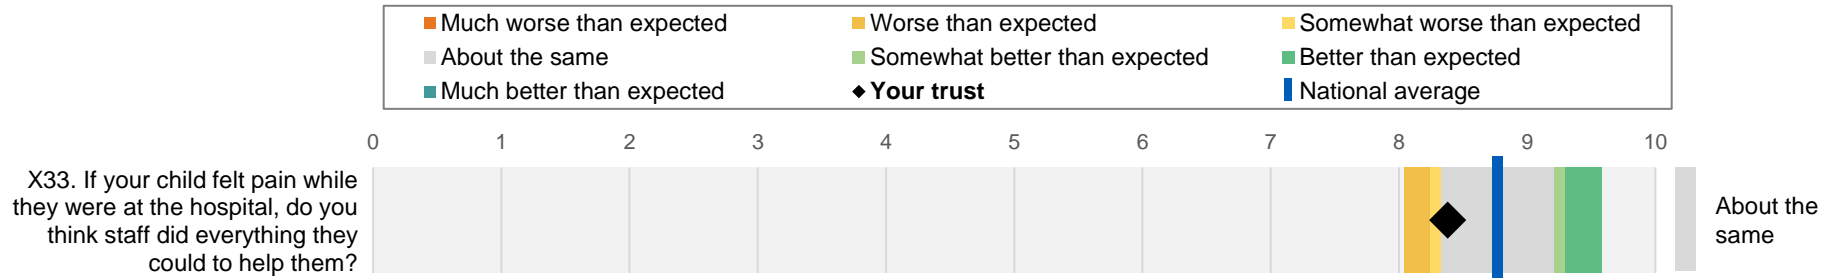 Much worse than expected
Worse than expected
Somewhat worse than expected
About the same
Somewhat better than expected
Better than expected
Much better than expected
Your trust
National average
0 1 2 3 4 5 6 7 8 9 10
X33. If your child felt pain while
they were at the hospital, do you
think staff did everything they
could to help them?
About the
same